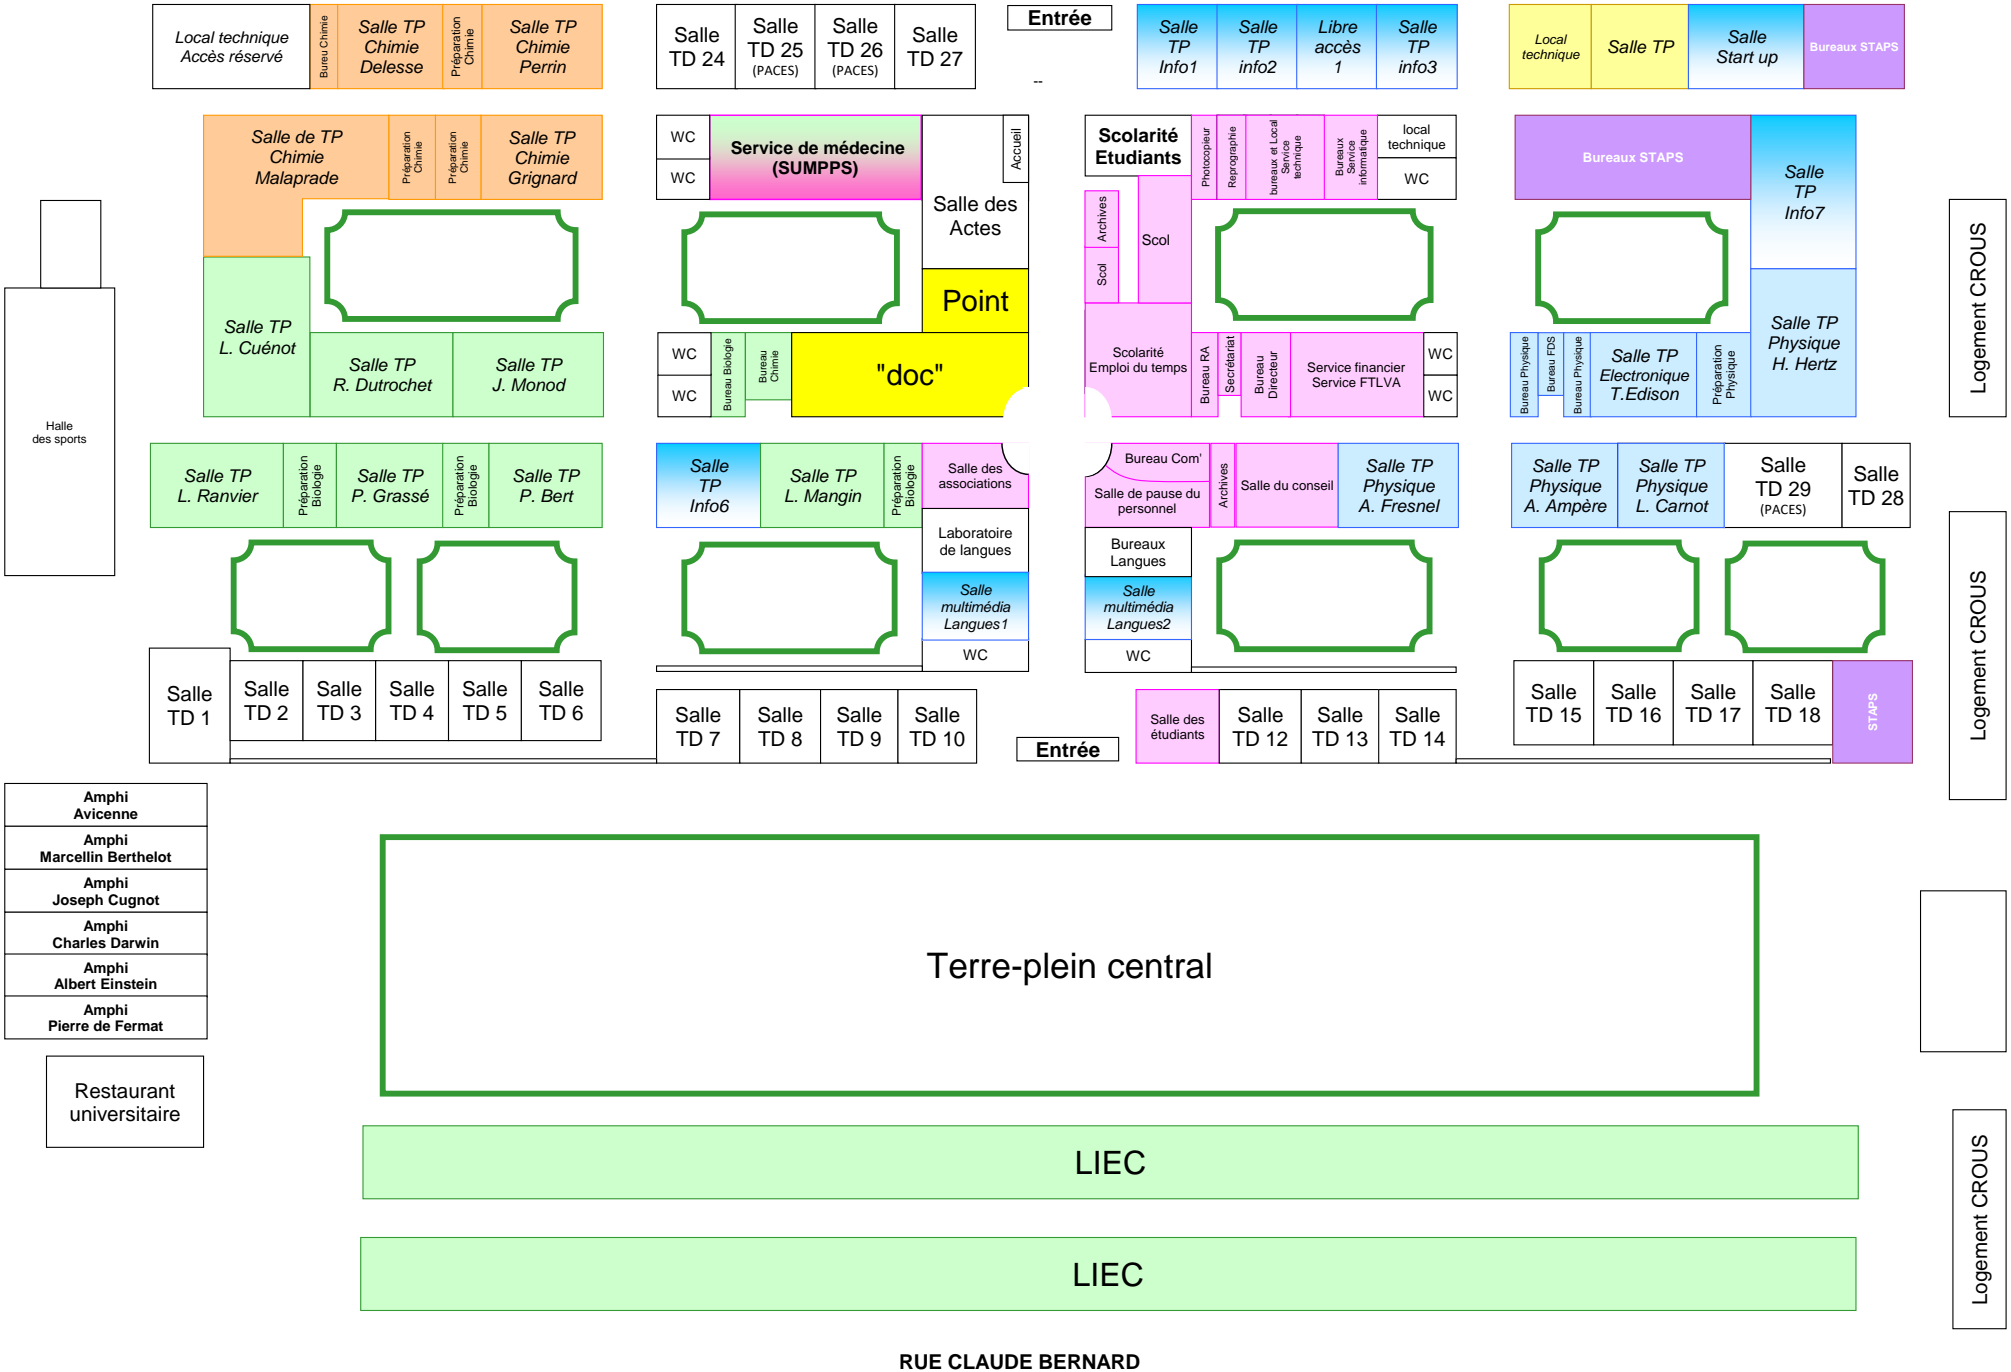 Local technique
Accès réservé
Bureu Chimie
Salle TP
Chimie
Delesse
Préparation
Chimie
Salle TP
Chimie
Perrin
Salle
TD 24
Salle
TD 25
(PACES)
Salle
TD 26
(PACES)
Salle
TD 27
Entrée
--
Salle
TP
Info1
Salle
TP
info2
Libre
accès
1
Salle
TP
info3
Local
technique
Salle TP
Salle
Start up
Bureaux STAPS
Salle de TP
Chimie
Malaprade
Préparation
Chimie
Préparation
Chimie
Salle TP
Chimie
Grignard
WC
WC
Service de médecine
(SUMPPS)
Accueil
Salle des
Actes
Scolarité
Etudiants
Photocopieur
Reprographie
bureaux et Local
Service
technique
Bureaux
Service
informatique
local
technique
WC
Bureaux STAPS
Salle
TP
Info7
Archives
Scol
Scol
Logement CROUS
Point
"doc"
Salle TP
L. Cuénot
Salle TP
R. Dutrochet
Salle TP
J. Monod
WC
WC
Bureau Biologie
Bureau
Chimie
Scolarité
Emploi du temps
Bureau RA
Secrétariat
Bureau
Directeur
Service financier
Service FTLVA
WC
WC
Bureau Physique
Bureau FDS
Bureau Physique
Salle TP
Electronique
T.Edison
Préparation
Physique
Salle TP
Physique
H. Hertz
Halle
des sports
Salle TP
L. Ranvier
Préparation
Biologie
Salle TP
P. Grassé
Préparation
Biologie
Salle TP
P. Bert
Salle
TP
Info6
Salle TP
L. Mangin
Préparation
Biologie
Salle des
associations
Bureau Com'
Salle de pause du
personnel
Archives
Salle du conseil
Salle TP
Physique
A. Fresnel
Salle TP
Physique
A. Ampère
Salle TP
Physique
L. Carnot
Salle
TD 29
(PACES)
Salle
TD 28
Laboratoire
de langues
Bureaux
Langues
Salle
multimédia
Langues1
Salle
multimédia
Langues2
WC
WC
Logement CROUS
Salle
TD 1
Salle
TD 2
Salle
TD 3
Salle
TD 4
Salle
TD 5
Salle
TD 6
Salle
TD 7
Salle
TD 8
Salle
TD 9
Salle
TD 10
Entrée
Salle des
étudiants
Salle
TD 12
Salle
TD 13
Salle
TD 14
Salle
TD 15
Salle
TD 16
Salle
TD 17
Salle
TD 18
STAPS
Amphi
Avicenne
Amphi
Marcellin Berthelot
Amphi
Joseph Cugnot
Amphi
Charles Darwin
Amphi
Albert Einstein
Amphi
Pierre de Fermat
Terre-plein central
Restaurant
universitaire
LIEC
LIEC
Logement CROUS
RUE CLAUDE BERNARD